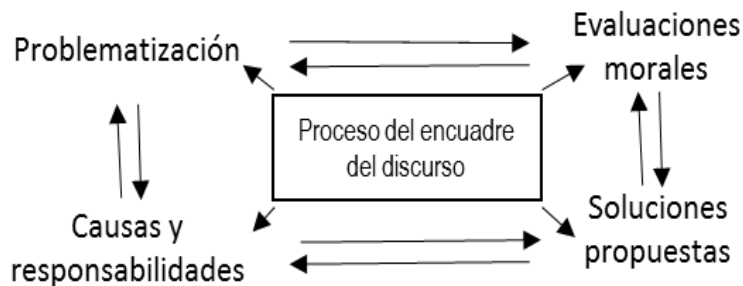 Problematización
Evaluaciones
morales
Proceso del encuadre
del discurso
Causas y
responsabilidades
Soluciones
propuestas